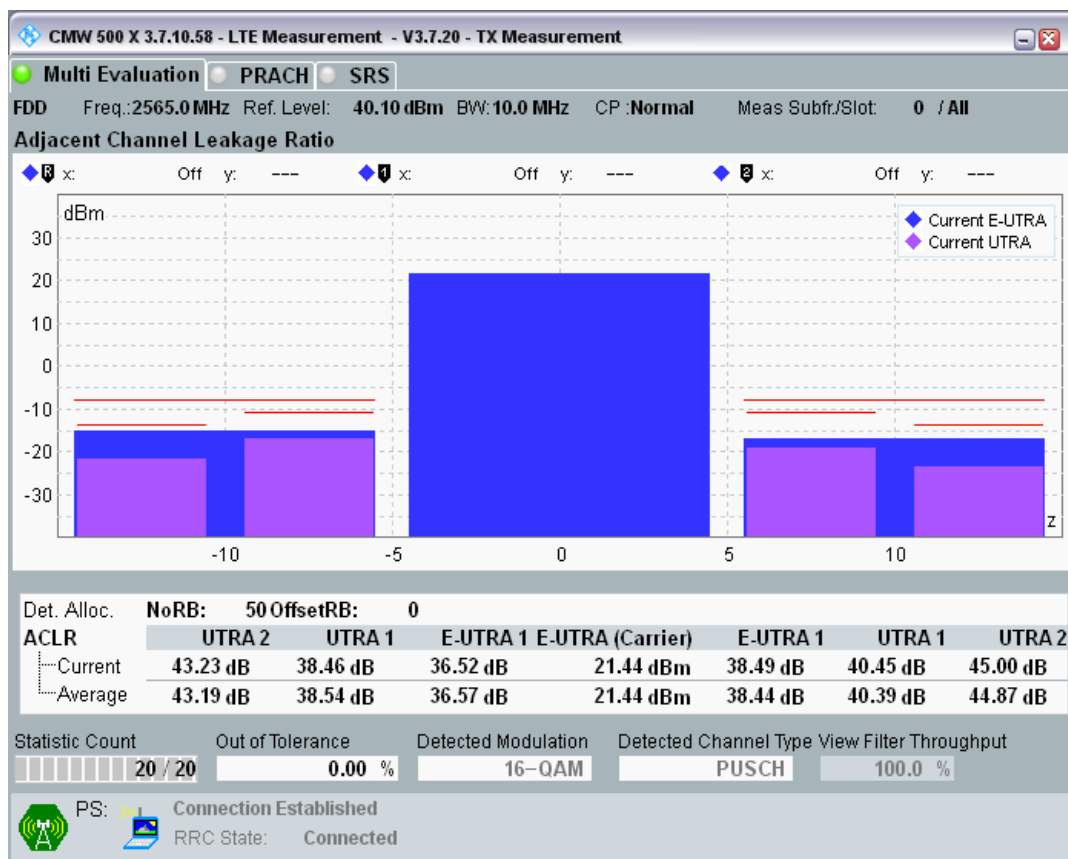 CMW 500 X 3.7.10.58 - LTE Measurement - V3.7.20 - TX Measurement
Multi Evaluation PRACH SRS
FDD Freq.:2565.0 MHz Ref. Level: 40.10 dBm BW: 10.0 MHz CP :Normal Meas Subfr./Slot: 0 / All
Adjacent Channel Leakage Ratio
R x: Off y: --- 1 x: Off y: --- 2 x: Off y: ---
dBm
Current E-UTRA
Current UTRA
30
20
10
0
-10
-20
-30
z
-10 -5 0 5 10
Det. Alloc. NoRB: 50 OffsetRB: 0
ACLR UTRA 2 UTRA 1 E-UTRA 1 E-UTRA (Carrier) E-UTRA 1 UTRA 1 UTRA 2
Current 43.23 dB 38.46 dB 36.52 dB 21.44 dBm 38.49 dB 40.45 dB 45.00 dB
Average 43.19 dB 38.54 dB 36.57 dB 21.44 dBm 38.44 dB 40.39 dB 44.87 dB
Statistic Count Out of Tolerance Detected Modulation Detected Channel Type View Filter Throughput
20 / 20 0.00 % 16-QAM PUSCH 100.0 %
PS: Connection Established
RRC State: Connected